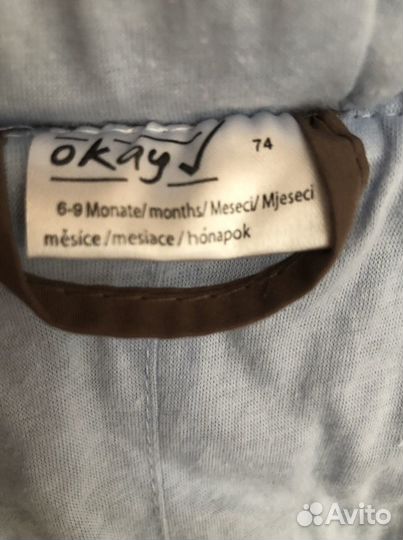 okay
74
6-9 Monate/months/Meseci/Mjeseci
měsíce/mesiace/hónapok
Avito